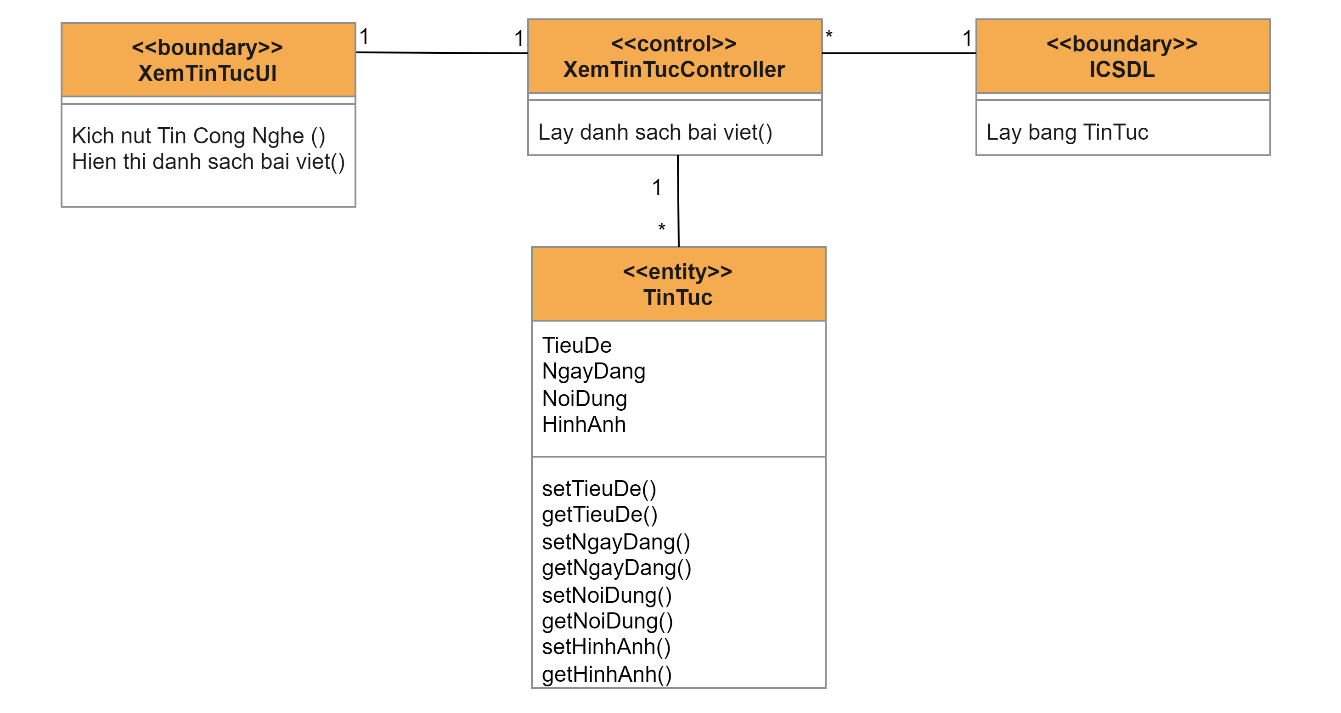 <<boundary>>
XemTinTucUI
Kich nut Tin Cong Nghe ()
Hien thi danh sach bai viet()
1
1
<<control>>
XemTinTucController
Lay danh sach bai viet()
*
1
<<boundary>>
ICSDL
Lay bang TinTuc
1
*
<<entity>>
TinTuc
TieuDe
NgayDang
NoiDung
HinhAnh
setTieuDe()
getTieuDe()
setNgayDang()
getNgayDang()
setNoiDung()
getNoiDung()
setHinhAnh()
getHinhAnh()